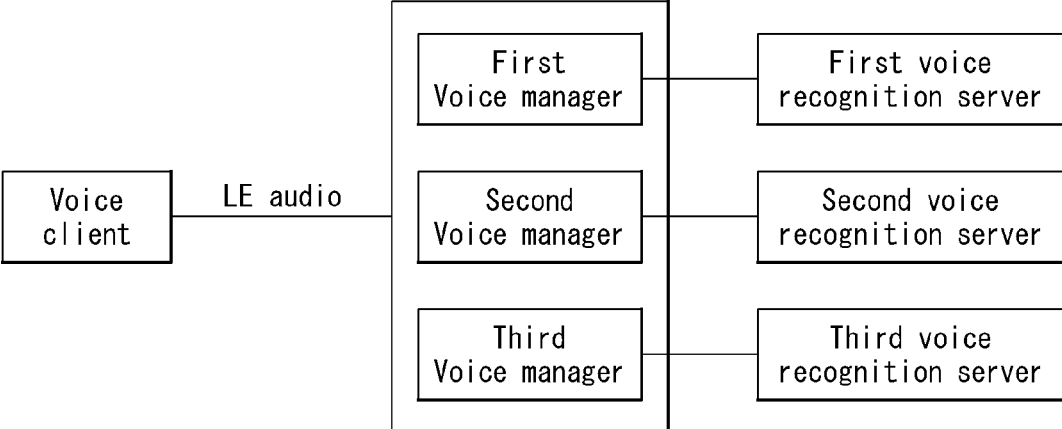 First
Voice manager
First voice
recognition server
Voice
client
LE audio
Second
Voice manager
Second voice
recognition server
Third
Voice manager
Third voice
recognition server